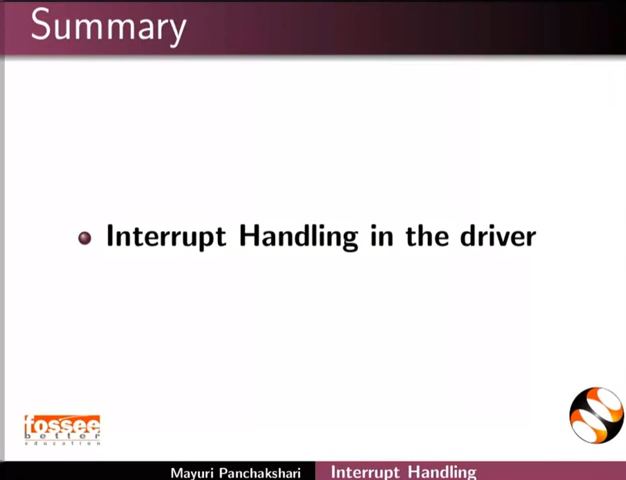 Summary
Interrupt Handling in the driver
fossee
better
education
Mayuri Panchakshari
Interrupt Handling